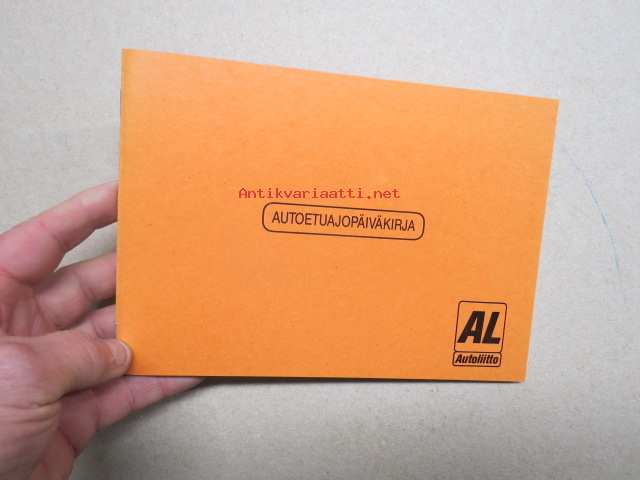 Antikvariaatti.net
AUTOETUAJOPÄIVÄKIRJA
AL
Autoliitto